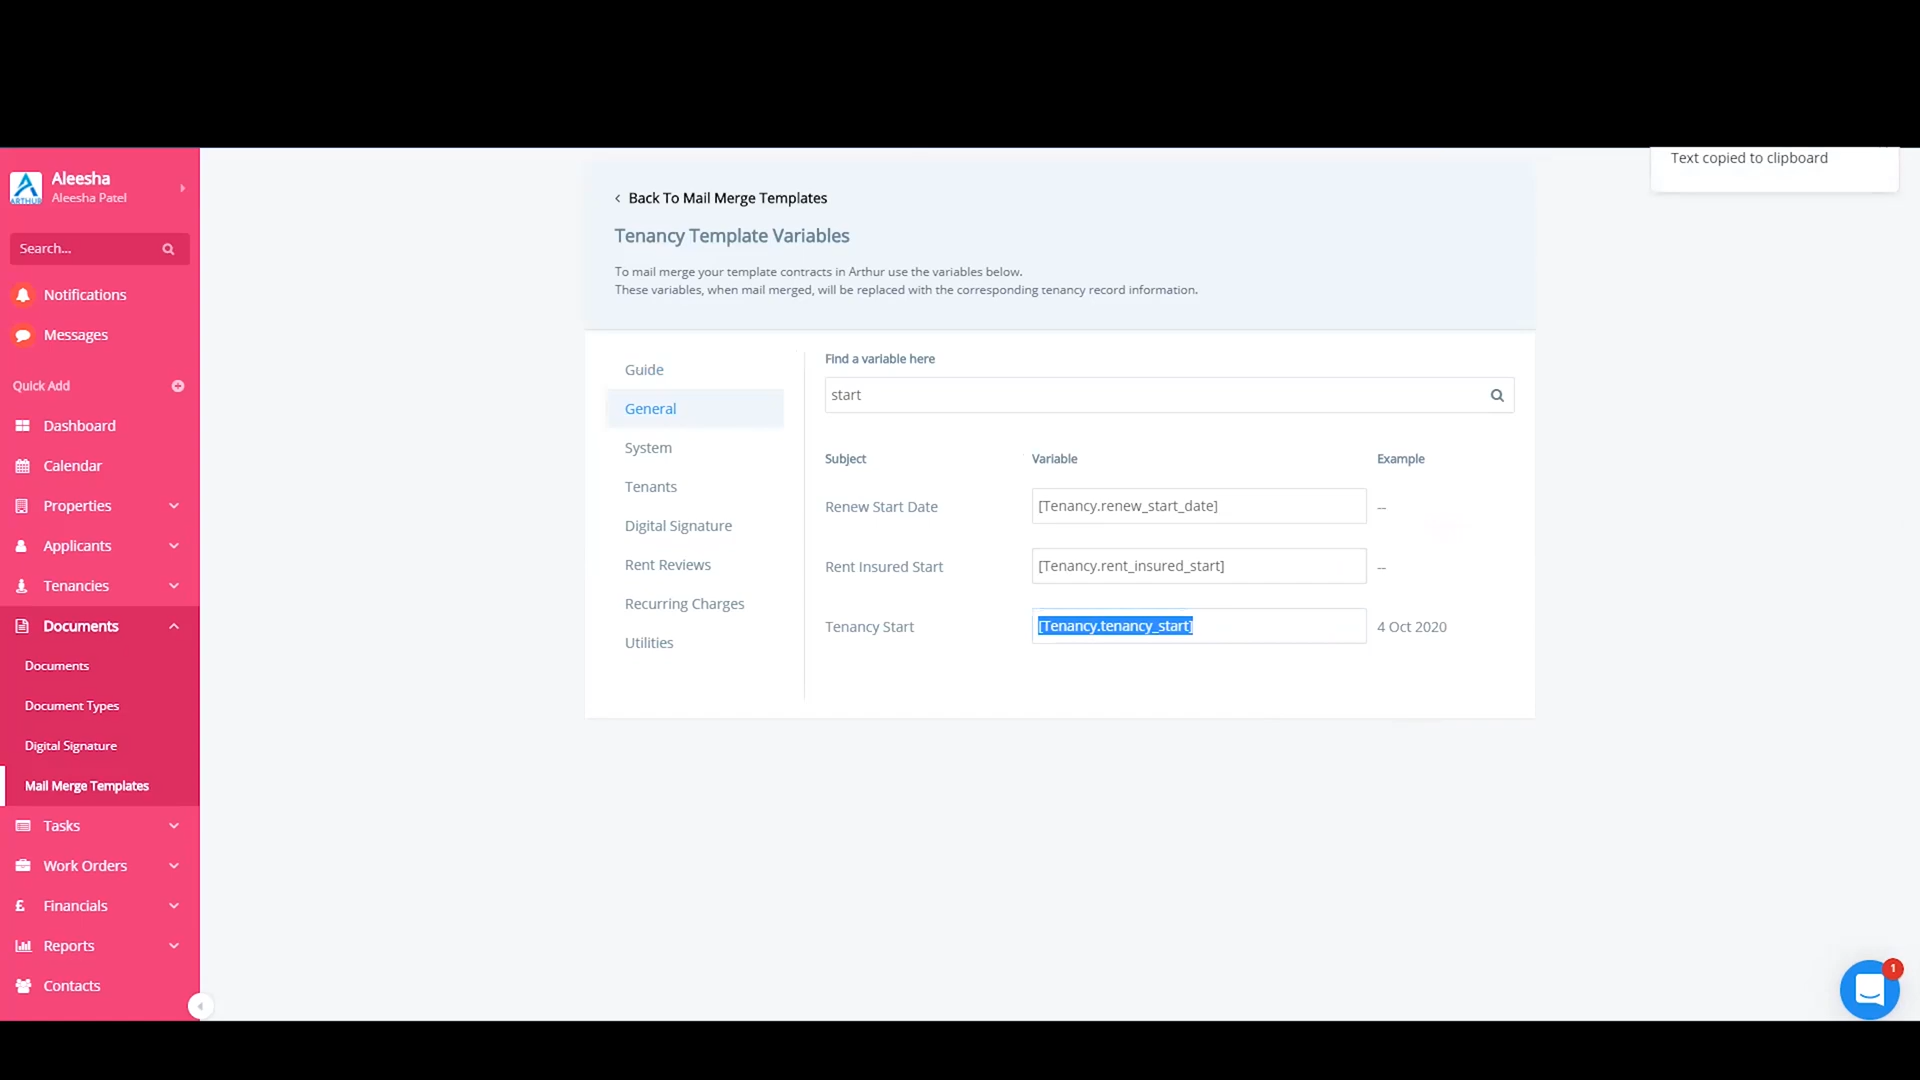 Text copied to clipboard
Aleesha
Aleesha Patel
ARTHUR
Search...
Notifications
Messages
Quick Add
Dashboard
Calendar
Properties
Applicants
Tenancies
Documents
Documents
Document Types
Digital Signature
Mail Merge Templates
Tasks
Work Orders
£ Financials
Reports
Contacts
Back To Mail Merge Templates
Tenancy Template Variables
To mail merge your template contracts in Arthur use the variables below.
These variables, when mail merged, will be replaced with the corresponding tenancy record information.
Guide
General
System
Tenants
Digital Signature
Rent Reviews
Recurring Charges
Utilities
Find a variable here
start
Subject Variable Example
Renew Start Date [Tenancy.renew_start_date] --
Rent Insured Start [Tenancy.rent_insured_start] --
Tenancy Start [Tenancy.tenancy_start] 4 Oct 2020
1